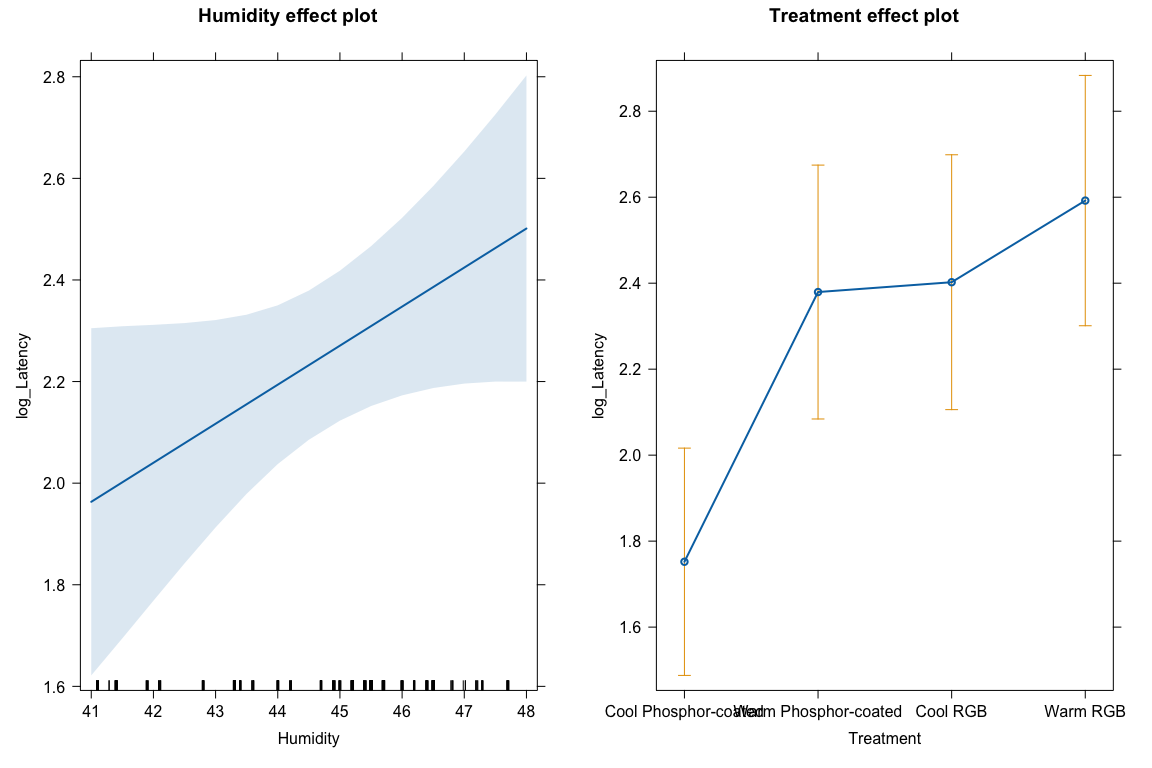 Humidity effect plot
log_Latency
2.8
2.6
2.4
2.2
2.0
1.8
1.6
41 42 43 44 45 46 47 48
Humidity
Treatment effect plot
log_Latency
2.8
2.6
2.4
2.2
2.0
1.8
1.6
Cool Phosphor-coated Warm Phosphor-coated Cool RGB Warm RGB
Treatment